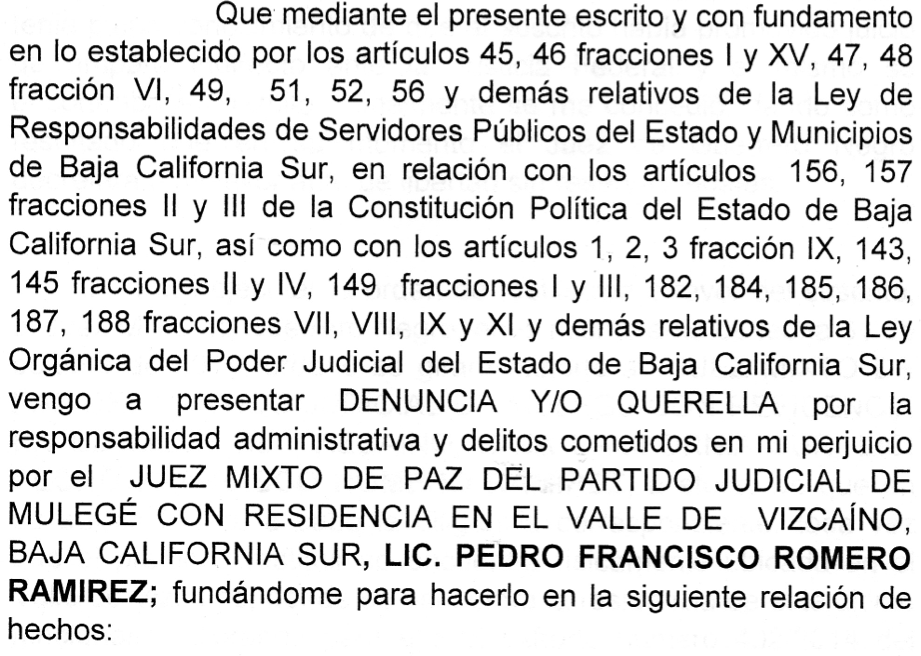 Que mediante el presente escrito y con fundamento
en lo establecido por los artículos 45, 46 fracciones I y XV, 47, 48
fracción VI, 49, 51, 52, 56 y demás relativos de la Ley de
Responsabilidades de Servidores Públicos del Estado y Municipios
de Baja California Sur, en relación con los artículos 156, 157
fracciones II y III de la Constitución Política del Estado de Baja
California Sur, así como con los artículos 1, 2, 3 fracción IX, 143,
145 fracciones II y IV, 149 fracciones I y III, 182, 184, 185, 186,
187, 188 fracciones VII, VIII, IX y XI y demás relativos de la Ley
Orgánica del Poder Judicial del Estado de Baja California Sur,
vengo a presentar DENUNCIA Y/O QUERELLA por la
responsabilidad administrativa y delitos cometidos en mi perjuicio
por el JUEZ MIXTO DE PAZ DEL PARTIDO JUDICIAL DE
MULEGÉ CON RESIDENCIA EN EL VALLE DE VIZCAÍNO,
BAJA CALIFORNIA SUR, LIC. PEDRO FRANCISCO ROMERO
RAMIREZ; fundándome para hacerlo en la siguiente relación de
hechos: